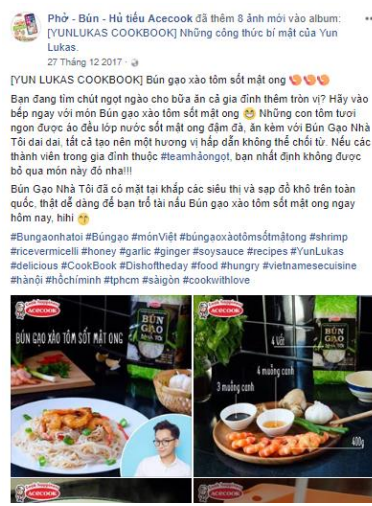 Phở - Bún - Hủ tiếu Acecook đã thêm 8 ảnh mới vào album:
[YUNLUKAS COOKBOOK] Những công thức bí mật của Yun
Lukas.
27 Tháng 12 2017 ·
[YUN LUKAS COOKBOOK] Bún gạo xào tôm sốt mật ong
Bạn đang tìm chút ngọt ngào cho bữa ăn cả gia đình thêm tròn vị? Hãy vào
bếp ngay với món Bún gạo xào tôm sốt mật ong 😁 Những con tôm tươi
ngon được áo đều lớp nước sốt mật ong đậm đà, ăn kèm với Bún Gạo Nhà
Tôi dai dai, tất cả tạo nên một hương vị hấp dẫn không thể chối từ. Nếu các
thành viên trong gia đình thuộc #teamhảongọt, bạn nhất định không được
bỏ qua món này đó nha!!!
Bún Gạo Nhà Tôi đã có mặt tại khắp các siêu thị và sạp đồ khô trên toàn
quốc, thật dễ dàng để bạn trổ tài nấu Bún gạo xào tôm sốt mật ong ngay
hôm nay, hihi
#Bungaonhatoi #Búngạo #mónViệt #búngạoxàotômsốtmậtong #shrimp
#ricevermicelli #honey #garlic #ginger #soysauce #recipes #YunLukas
#delicious #CookBook #Dishoftheday #food #hungry #vietnamesecuisine
#hànội #hồchíminh #tphcm #sàigòn #cookwithlove
ACECOOK
BÚN GẠO XÀO TÔM SỐT MẬT ONG
BÚN
GẠO
NHÀ TÔI
ACECOOK
BÚN
GẠO
NHÀ TÔI
4 muỗng canh
3 muỗng canh
400g
ACECOOK
ACECOOK